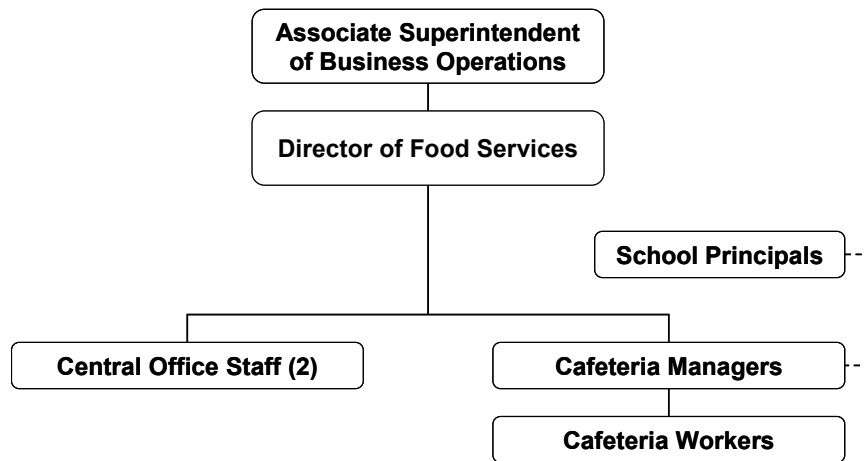 Associate Superintendent
of Business Operations
Director of Food Services
School Principals
Central Office Staff (2)
Cafeteria Managers
Cafeteria Workers